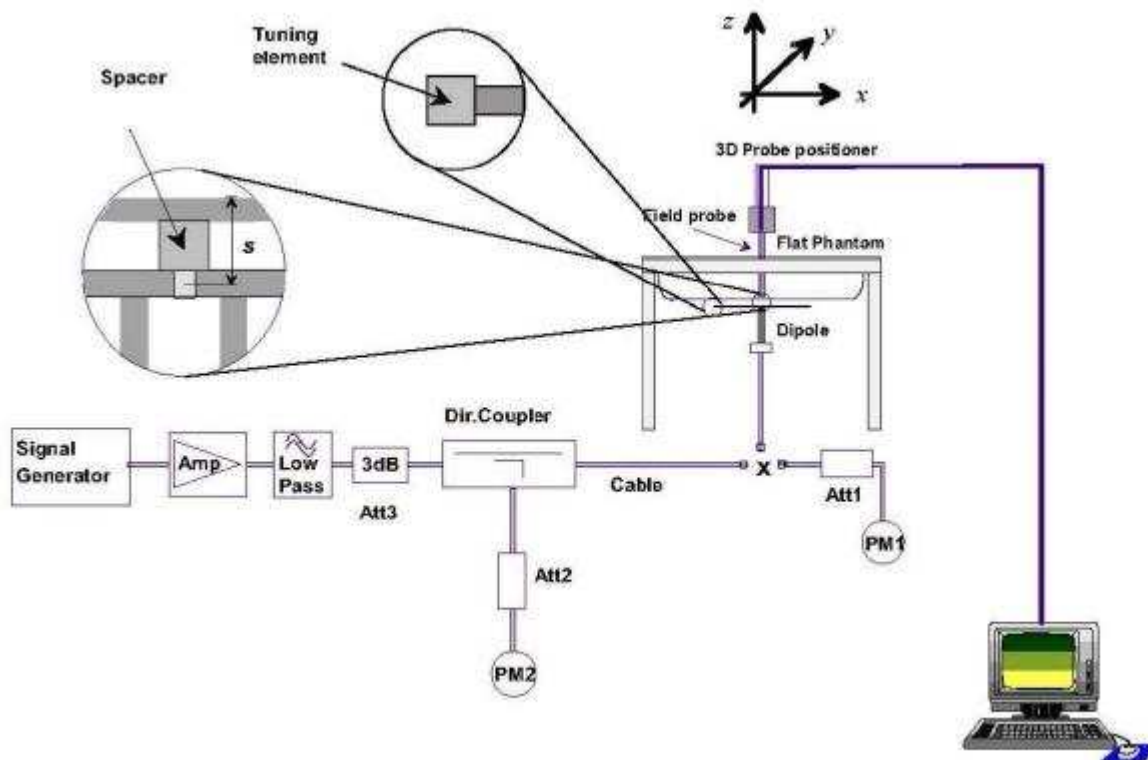 z
y
x
Tuning
element
Spacer
3D Probe positioner
Field probe
Flat Phantom
s
Dipole
Dir.Coupler
Signal
Generator
Amp
Low
Pass
3dB
Att3
Cable
X
Att1
PM1
Att2
PM2